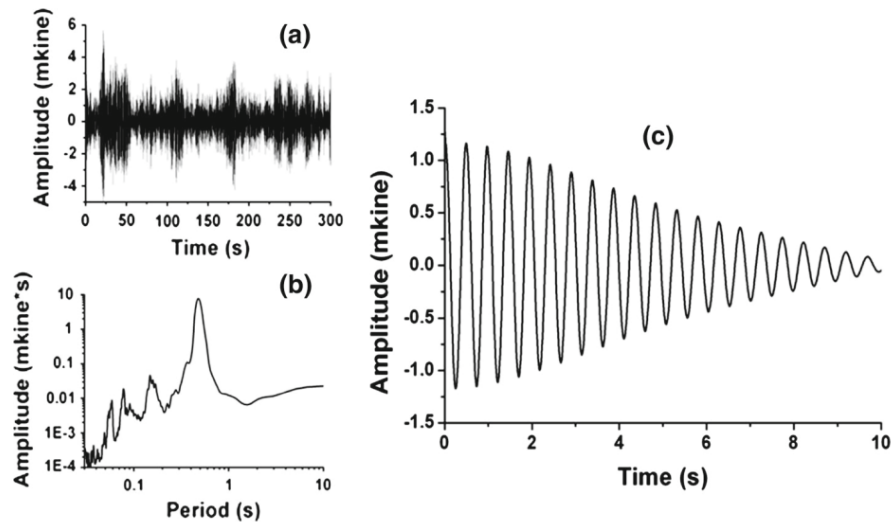 (a)
Amplitude (mkine)
6
4
2
0
-2
-4
0 50 100 150 200 250 300
Time (s)
(b)
Amplitude (mkine*s)
10
1
0.1
0.01
1E-3
1E-4
0.1 1 10
Period (s)
(c)
Amplitude (mkine)
1.5
1.0
0.5
0.0
-0.5
-1.0
-1.5
0 2 4 6 8 10
Time (s)